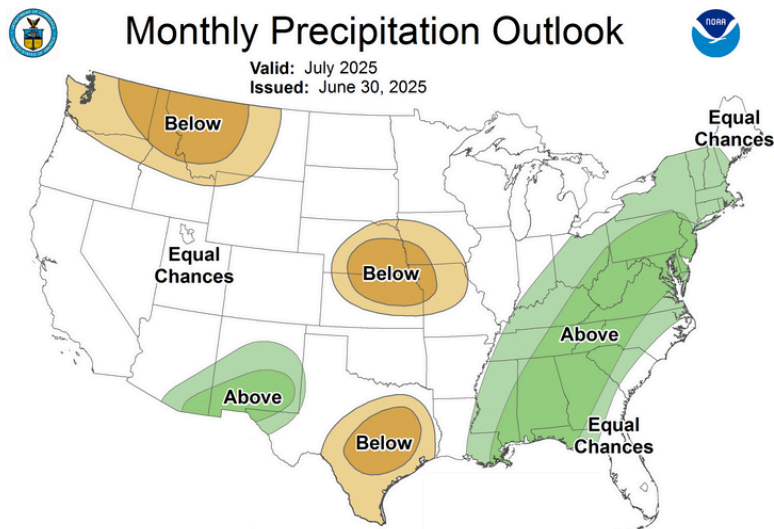 Monthly Precipitation Outlook
NOAA
Valid: July 2025
Issued: June 30, 2025
Below
Equal
Chances
Equal
Chances
Below
Above
Above
Below
Equal
Chances